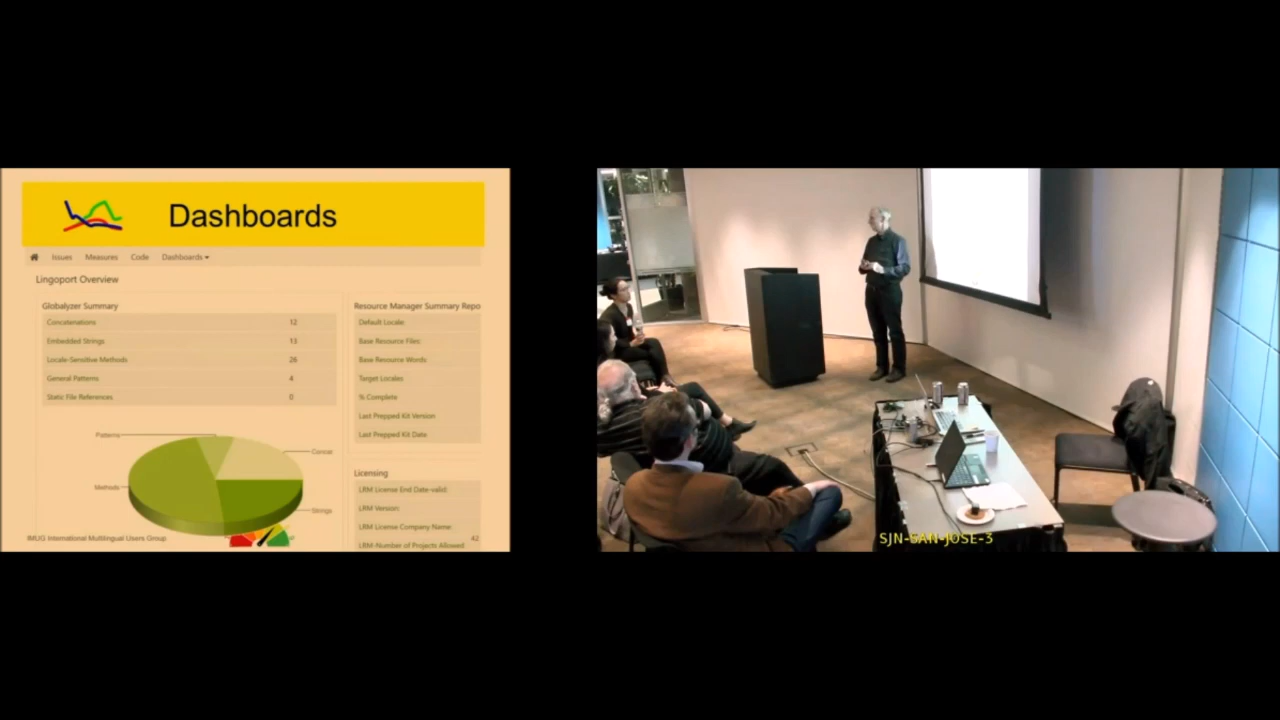 Dashboards
Issues Measures Code Dashboards
Lingoport Overview
Globalyzer Summary
Concatenations 12
Embedded Strings 13
Locale-Sensitive Methods 26
General Patterns 4
Static File References 0
Patterns
Concat
Methods
Strings
IMUG International Multilingual Users Group
Resource Manager Summary Repo
Default Locale:
Base Resource Files:
Base Resource Words:
Target Locales
% Complete
Last Prepped Kit Version
Last Prepped Kit Date
Licensing
LRM License End Date-valid:
LRM Version:
LRM License Company Name:
LRM Number of Projects Allowed
42
SJN-SAN-JOSE-3